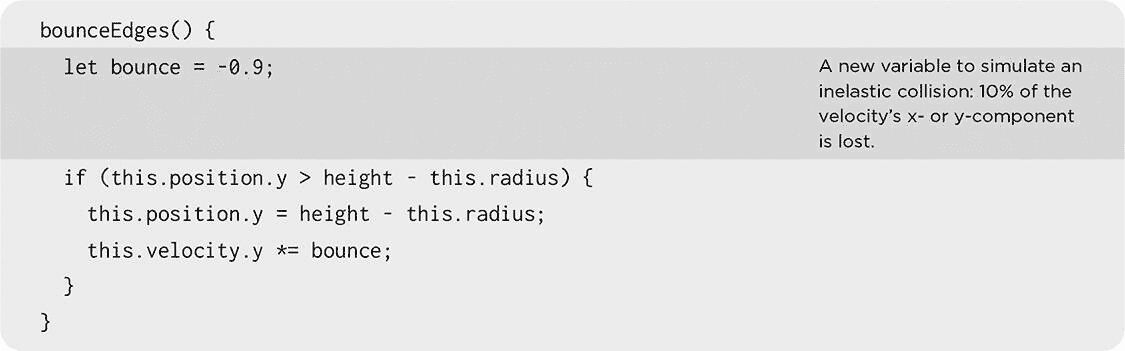 bounceEdges() {
let bounce = -0.9;
A new variable to simulate an
inelastic collision: 10% of the
velocity's x- or y-component
is lost.
if (this.position.y > height - this.radius) {
this.position.y = height - this.radius;
this.velocity.y *= bounce;
}
}